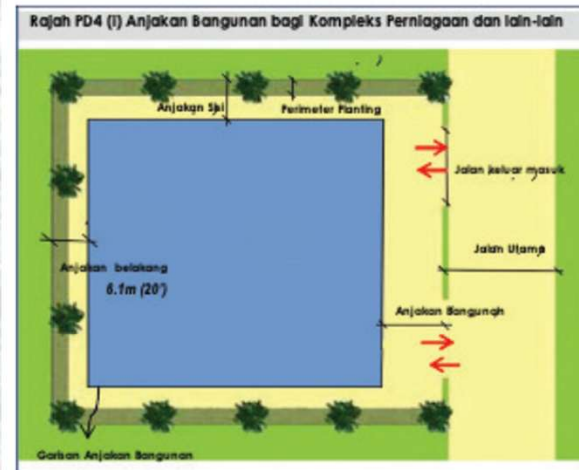 Rajah PD4 (i) Anjakan Bangunan bagi Kompleks Perniagaan dan lain-lain
Anjakan Sisi
Perimeter Planting
Jalan keluar masuk
Jalan Utama
Anjakan belakang
6.1m (20')
Anjakan Bangunan
Garisan Anjakan Bangunan